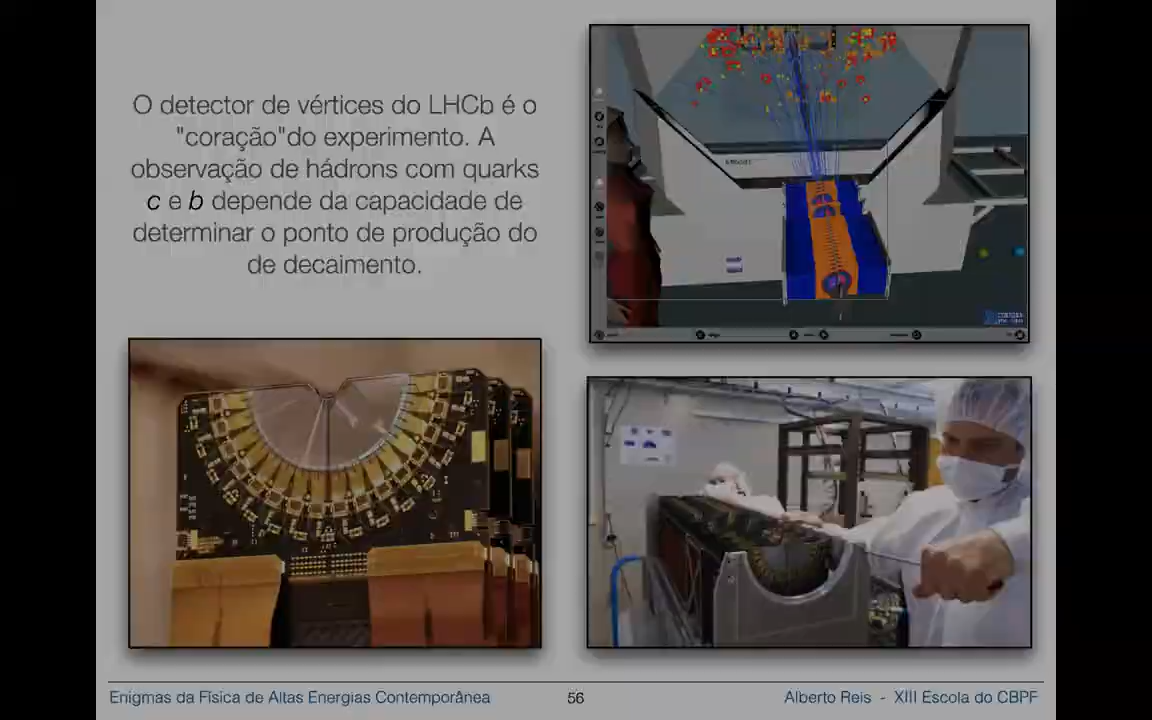 O detector de vértices do LHCb é o
"coração"do experimento. A
observação de hádrons com quarks
c e b depende da capacidade de
determinar o ponto de produção do
de decaimento.
Enigmas da Física de Altas Energias Contemporânea
56
Alberto Reis - XIII Escola do CBPF